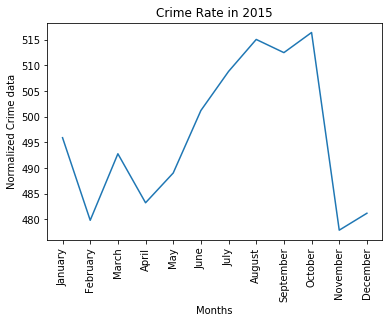 Crime Rate in 2015
Normalized Crime data
515
510
505
500
495
490
485
480
January
February
March
April
May
June
July
August
September
October
November
December
Months